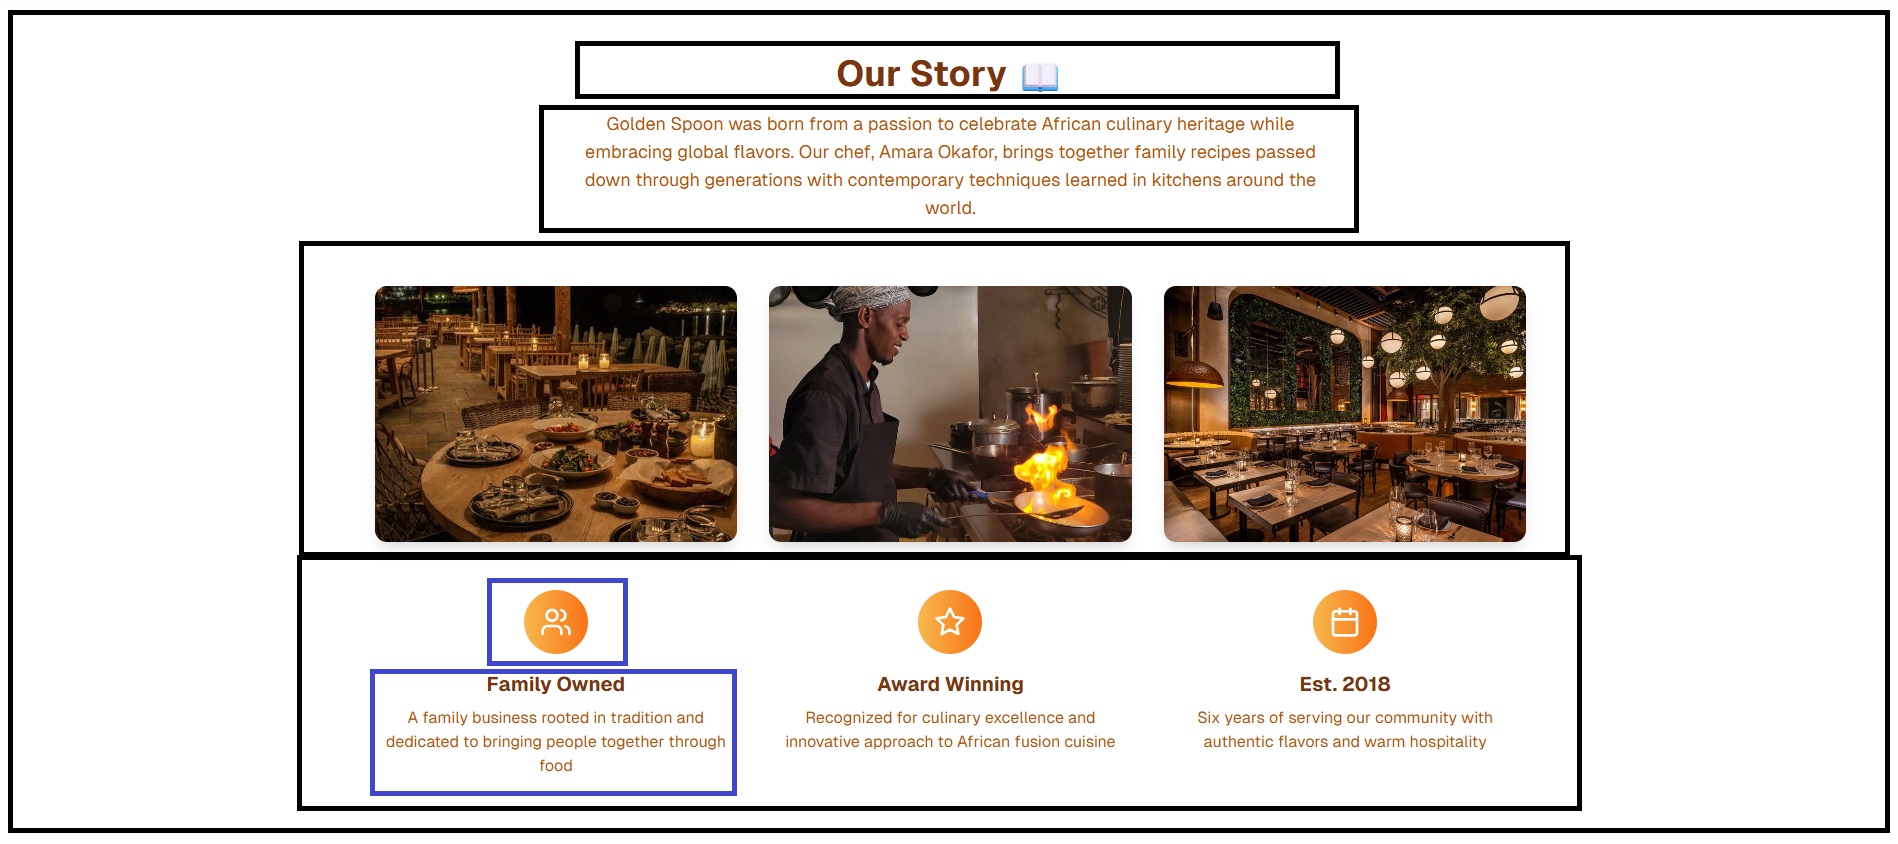 Our Story 📖
Golden Spoon was born from a passion to celebrate African culinary heritage while
embracing global flavors. Our chef, Amara Okafor, brings together family recipes passed
down through generations with contemporary techniques learned in kitchens around the
world.
Family Owned
A family business rooted in tradition and
dedicated to bringing people together through
food
Award Winning
Recognized for culinary excellence and
innovative approach to African fusion cuisine
Est. 2018
Six years of serving our community with
authentic flavors and warm hospitality